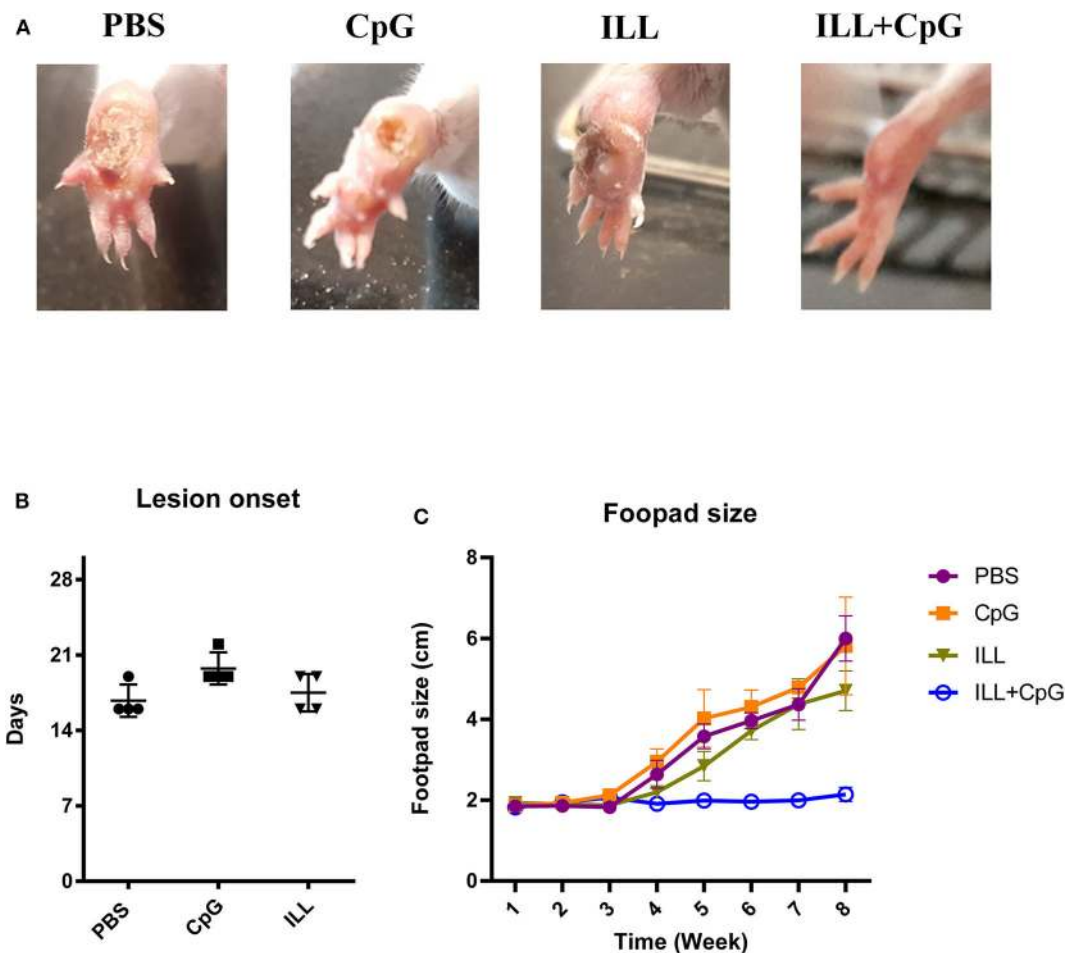 A
PBS
CpG
ILL
ILL+CpG
B
Lesion onset
Days
28
21
14
7
0
PBS
CpG
ILL
C
Foopad size
Footpad size (cm)
8
6
4
2
0
1
2
3
4
5
6
7
8
Time (Week)
PBS
CpG
ILL
ILL+CpG